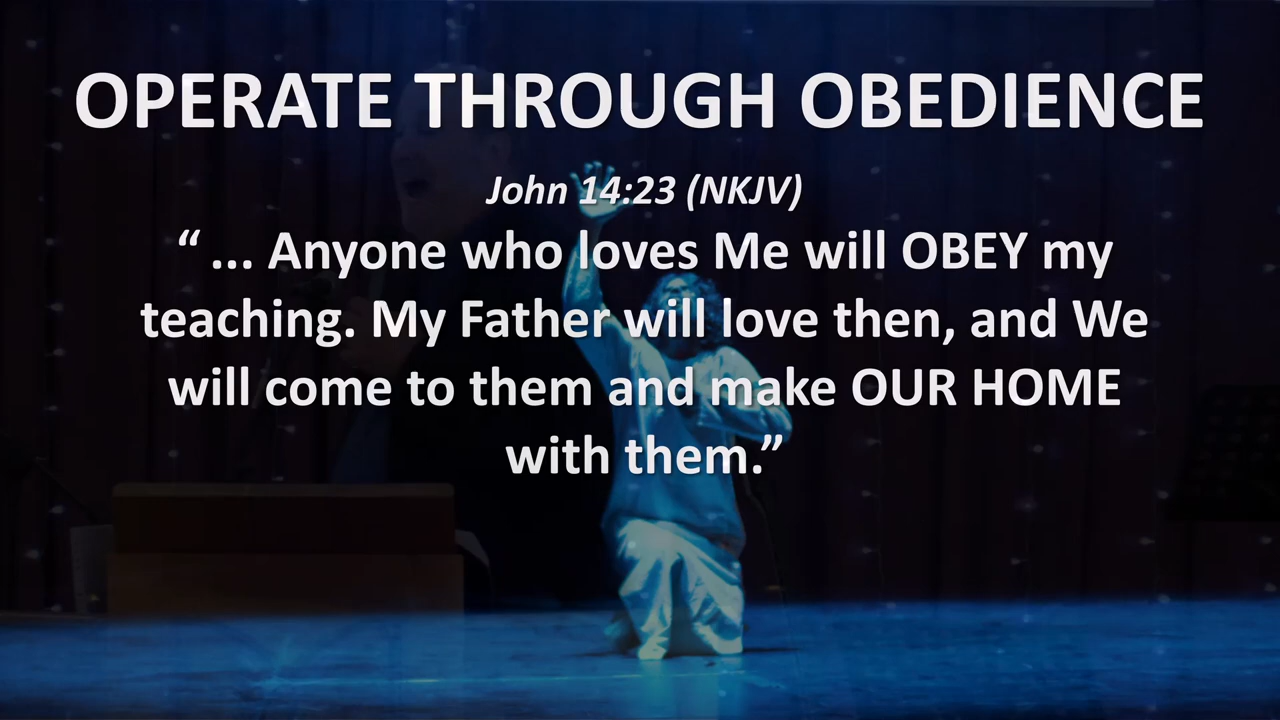 OPERATE THROUGH OBEDIENCE
John 14:23 (NKJV)
“ ... Anyone who loves Me will OBEY my
teaching. My Father will love then, and We
will come to them and make OUR HOME
with them.”